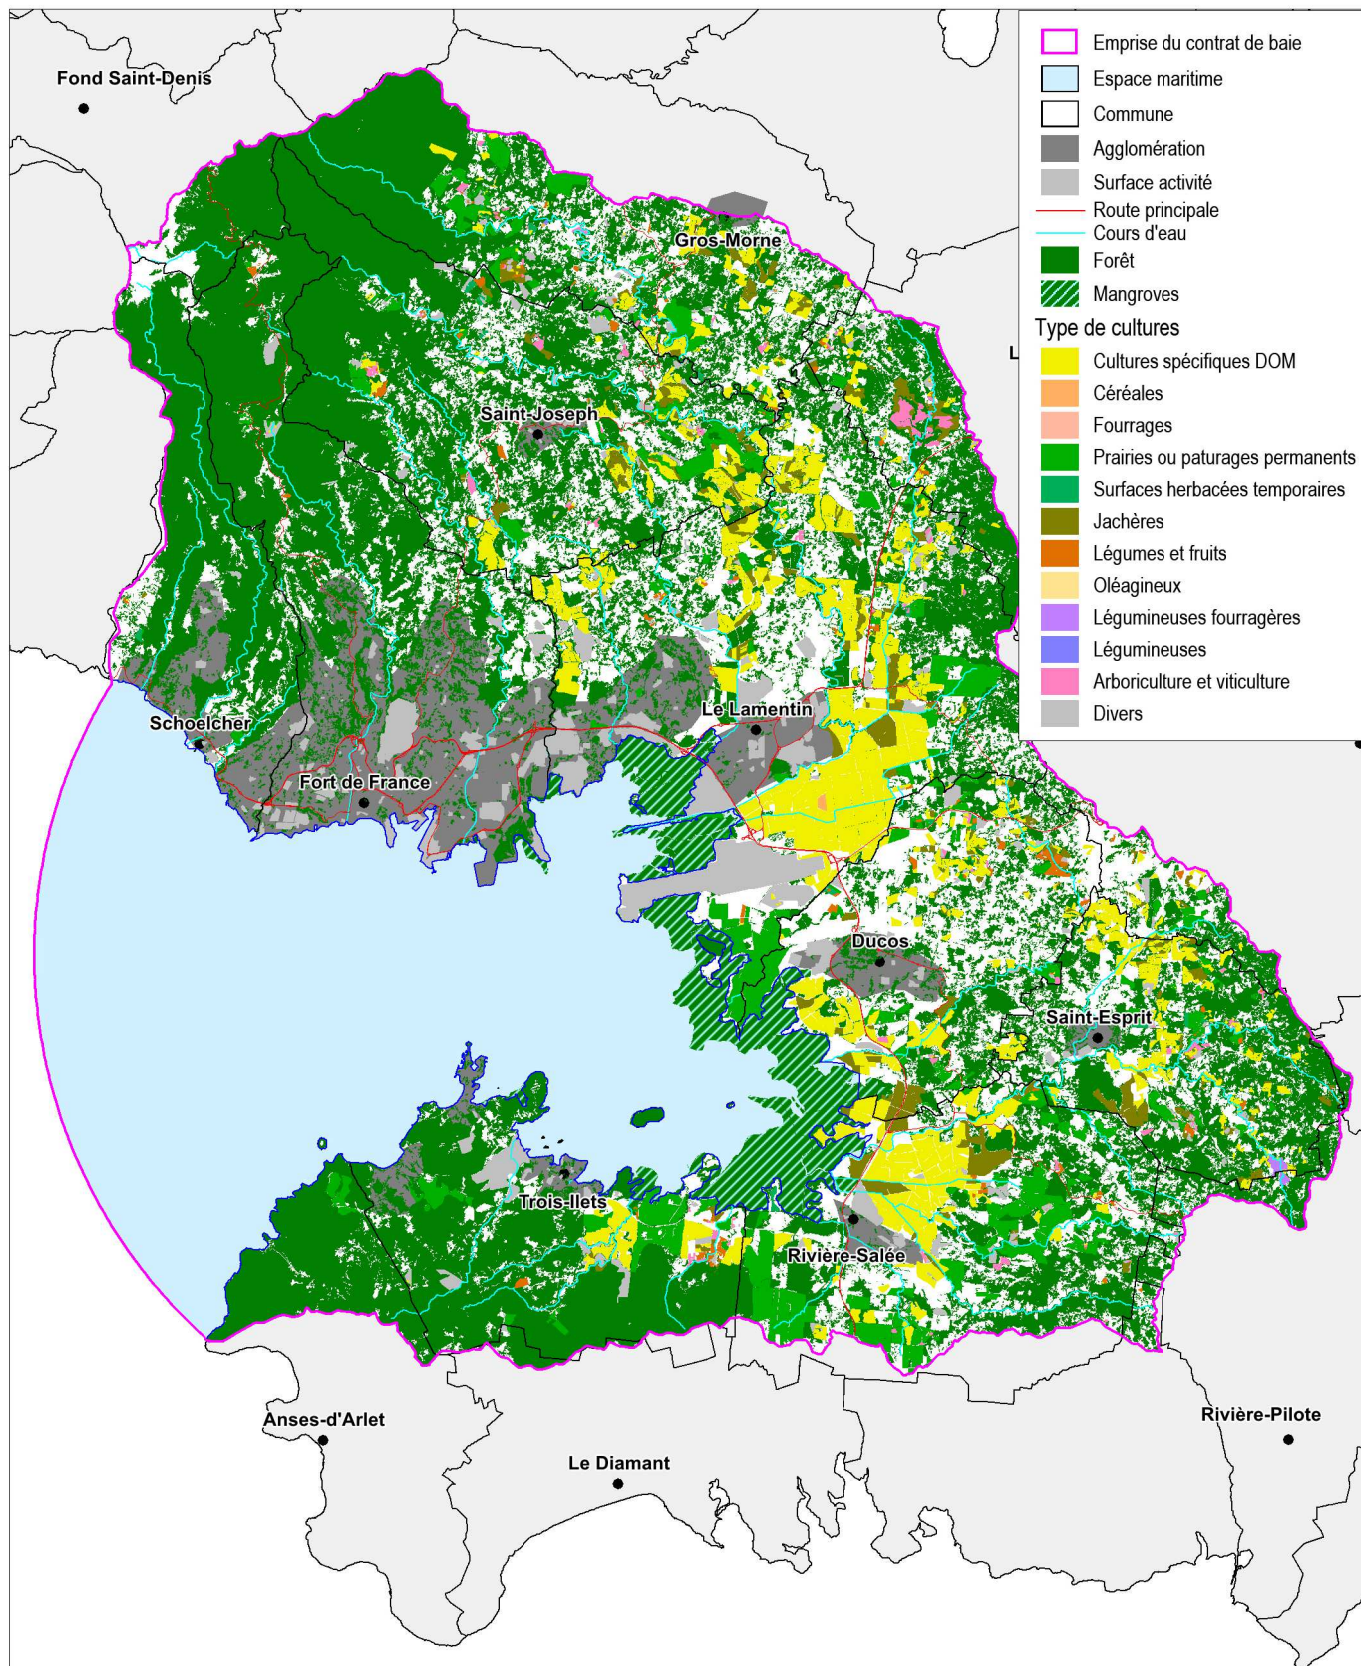 Emprise du contrat de baie
Espace maritime
Commune
Agglomération
Surface activité
Route principale
Cours d'eau
Forêt
Mangroves
Type de cultures
Cultures spécifiques DOM
Céréales
Fourrages
Prairies ou paturages permanents
Surfaces herbacées temporaires
Jachères
Légumes et fruits
Oléagineux
Légumineuses fourragères
Légumineuses
Arboriculture et viticulture
Divers
Fond Saint-Denis
Gros-Morne
L
Saint-Joseph
Le Lamentin
Schoelcher
Fort de France
Ducos
Saint-Esprit
Trois-Ilets
Rivière-Salée
Anses-d'Arlet
Rivière-Pilote
Le Diamant